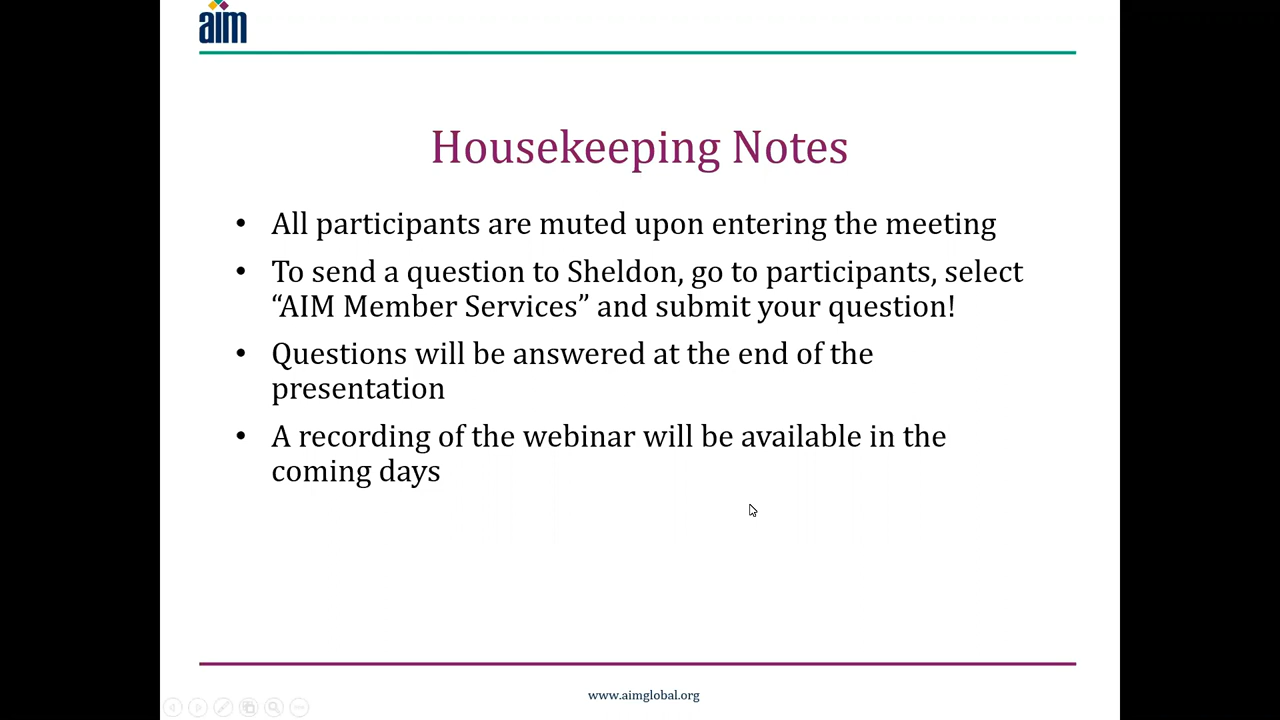 aim
Housekeeping Notes
• All participants are muted upon entering the meeting
• To send a question to Sheldon, go to participants, select
“AIM Member Services” and submit your question!
• Questions will be answered at the end of the
presentation
• A recording of the webinar will be available in the
coming days
www.aimglobal.org